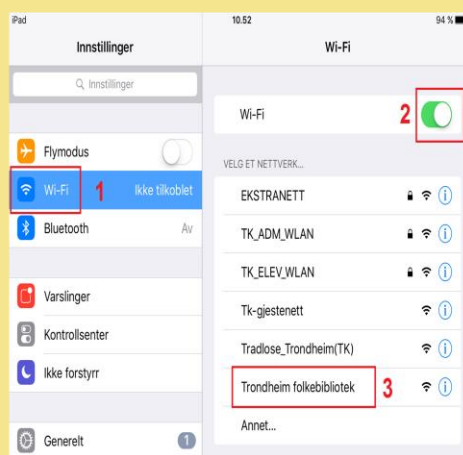 iPad
10.52
94 %
Innstillinger
Wi-Fi
Innstillinger
Wi-Fi
2
Flymodus
VELG ET NETTVERK...
Wi-Fi
1
Ikke tilkoblet
EKSTRANETT
Bluetooth
Av
TK_ADM_WLAN
TK_ELEV_WLAN
Varslinger
Tk-gjestenett
Kontrollsenter
Tradlose_Trondheim(TK)
Ikke forstyrr
Trondheim folkebibliotek
3
Annet...
Generelt
1